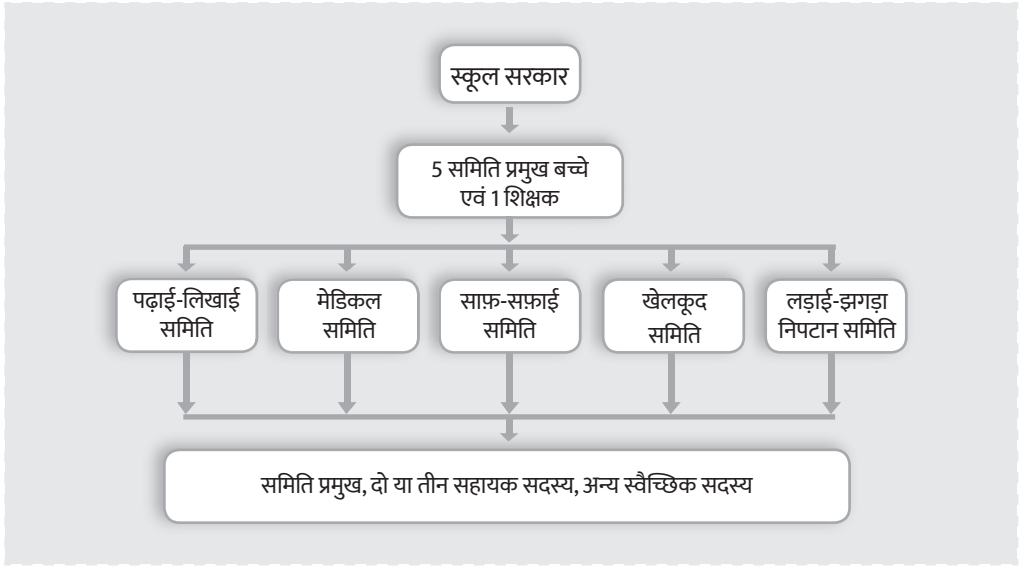 स्कूल सरकार
5 समिति प्रमुख बच्चे
एवं 1 शिक्षक
पढ़ाई-लिखाई
समिति
मेडिकल
समिति
साफ़-सफ़ाई
समिति
खेलकूद
समिति
लड़ाई-झगड़ा
निपटान समिति
समिति प्रमुख, दो या तीन सहायक सदस्य, अन्य स्वैच्छिक सदस्य